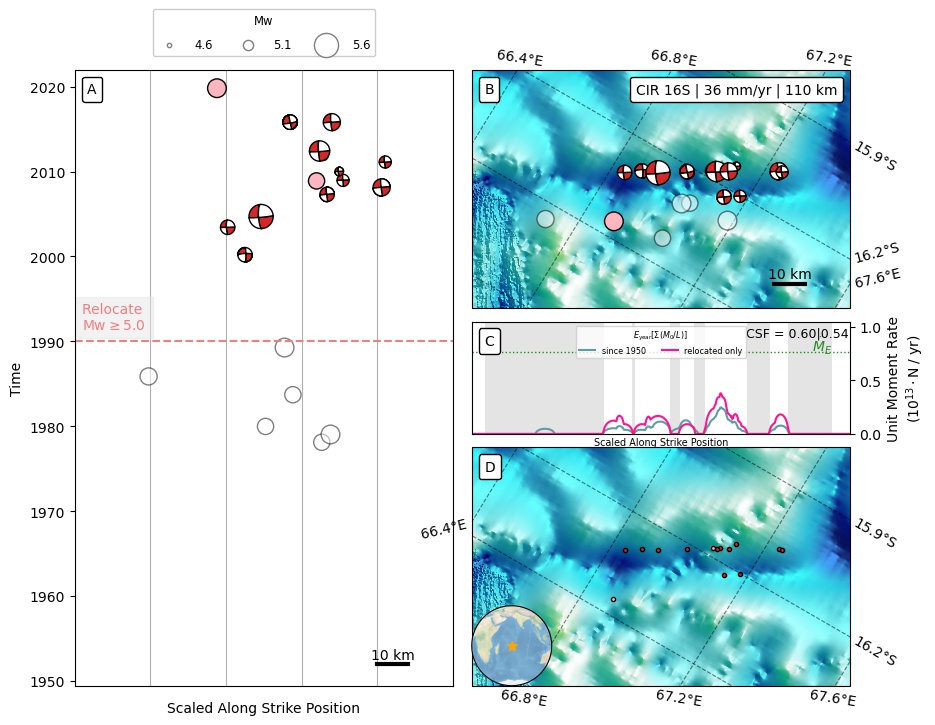 Mw
4.6 5.1 5.6
A
2020
2010
2000
1990
1980
1970
1960
1950
Time
Relocate
Mw ≥ 5.0
10 km
Scaled Along Strike Position
66.4°E 66.8°E 67.2°E
B
CIR 16S | 36 mm/yr | 110 km
15.9°S
16.2°S
67.6°E
10 km
C
E_year[Σ(M_0/L)]
since 1950 relocated only
CSF = 0.60|0.54
M_E
1.0
0.5
0.0
Unit Moment Rate
(10^13 · N / yr)
Scaled Along Strike Position
D
66.4°E
15.9°S
16.2°S
66.8°E 67.2°E 67.6°E